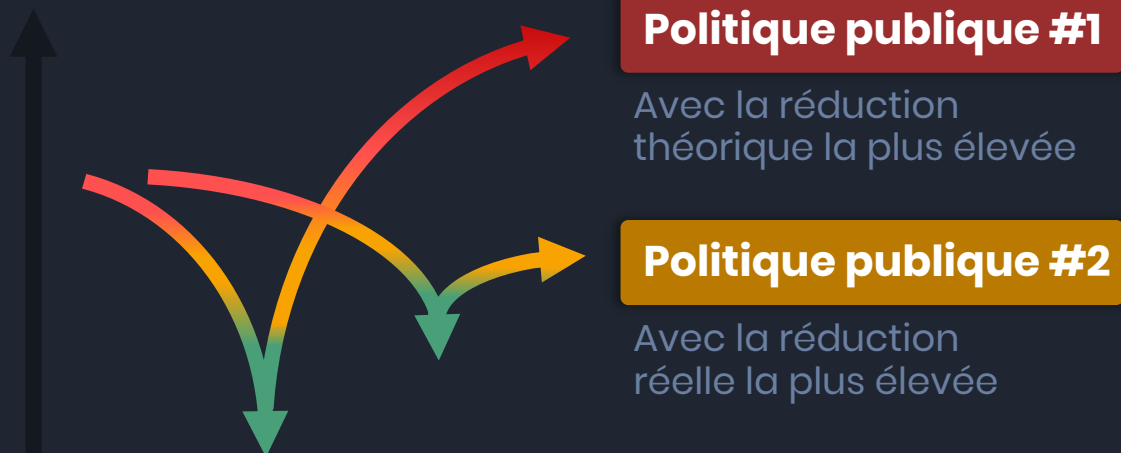 Politique publique #1
Avec la réduction
théorique la plus élevée
Politique publique #2
Avec la réduction
réelle la plus élevée